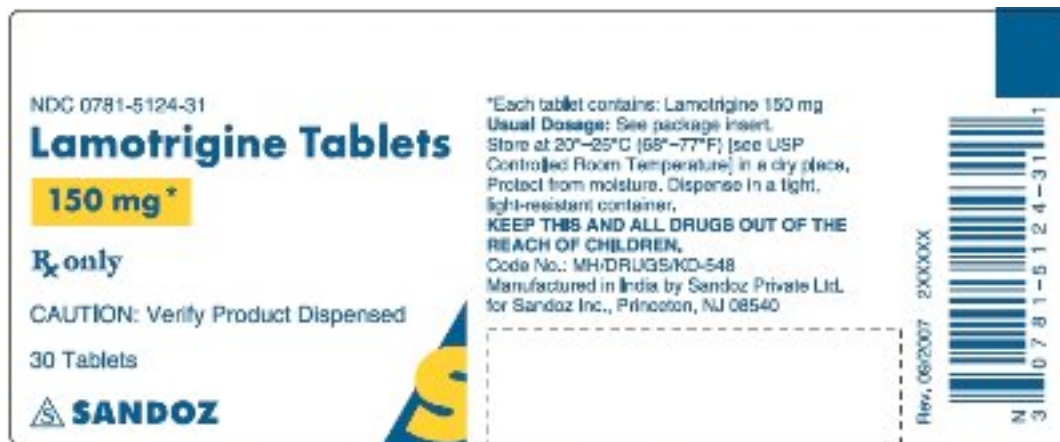 NDC 0781-5124-31
Lamotrigine Tablets
150 mg*
Rx only
CAUTION: Verify Product Dispensed
30 Tablets
S SANDOZ
S
*Each tablet contains: Lamotrigine 150 mg
Usual Dosage: See package insert.
Store at 20°–25°C (68°–77°F) [see USP
Controlled Room Temperature] in a dry place.
Protect from moisture. Dispense in a tight,
light-resistant container.
KEEP THIS AND ALL DRUGS OUT OF THE
REACH OF CHILDREN.
Code No.: MH/DRUGS/KD-548
Manufactured in India by Sandoz Private Ltd.
for Sandoz Inc., Princeton, NJ 08540
Rev. 09/2007 2XXXXXX
N
3 0781-5124-31 1